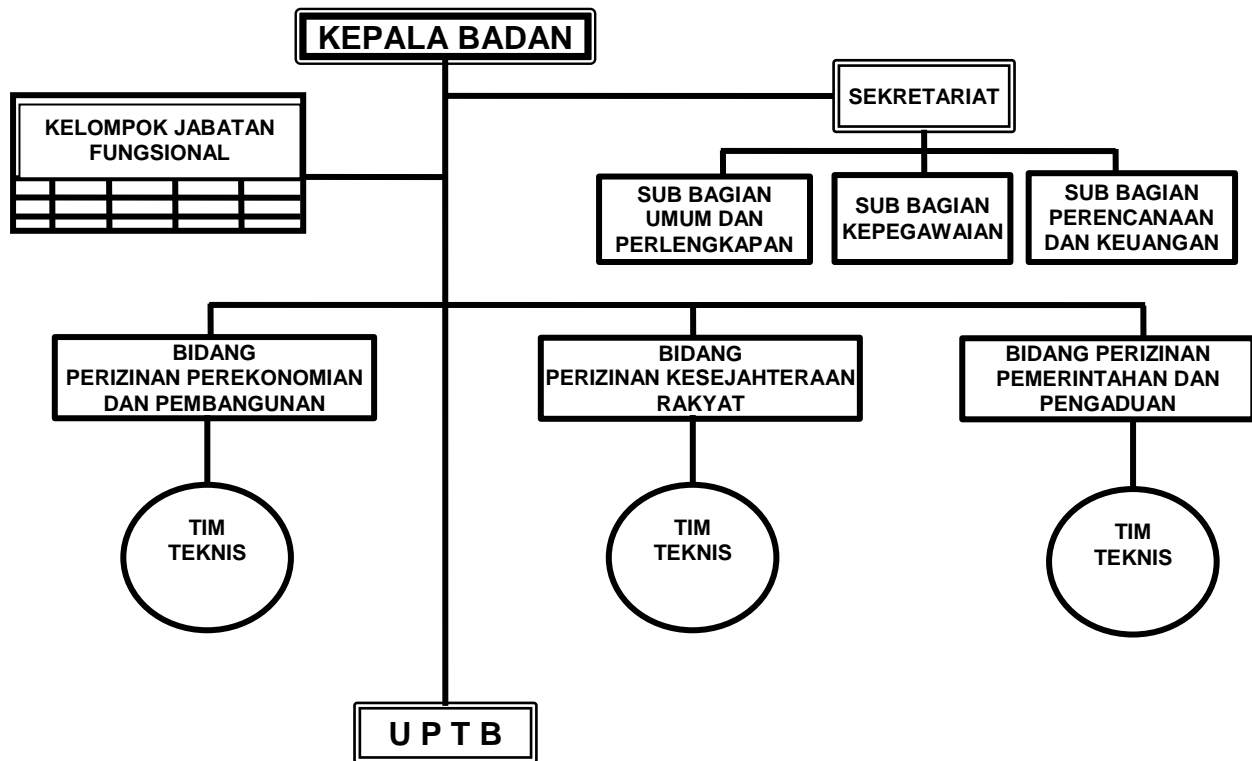 KEPALA BADAN
SEKRETARIAT
KELOMPOK JABATAN
FUNGSIONAL
SUB BAGIAN
UMUM DAN
PERLENGKAPAN
SUB BAGIAN
KEPEGAWAIAN
SUB BAGIAN
PERENCANAAN
DAN KEUANGAN
BIDANG
PERIZINAN PEREKONOMIAN
DAN PEMBANGUNAN
BIDANG
PERIZINAN KESEJAHTERAAN
RAKYAT
BIDANG PERIZINAN
PEMERINTAHAN DAN
PENGADUAN
TIM
TEKNIS
TIM
TEKNIS
TIM
TEKNIS
U P T B